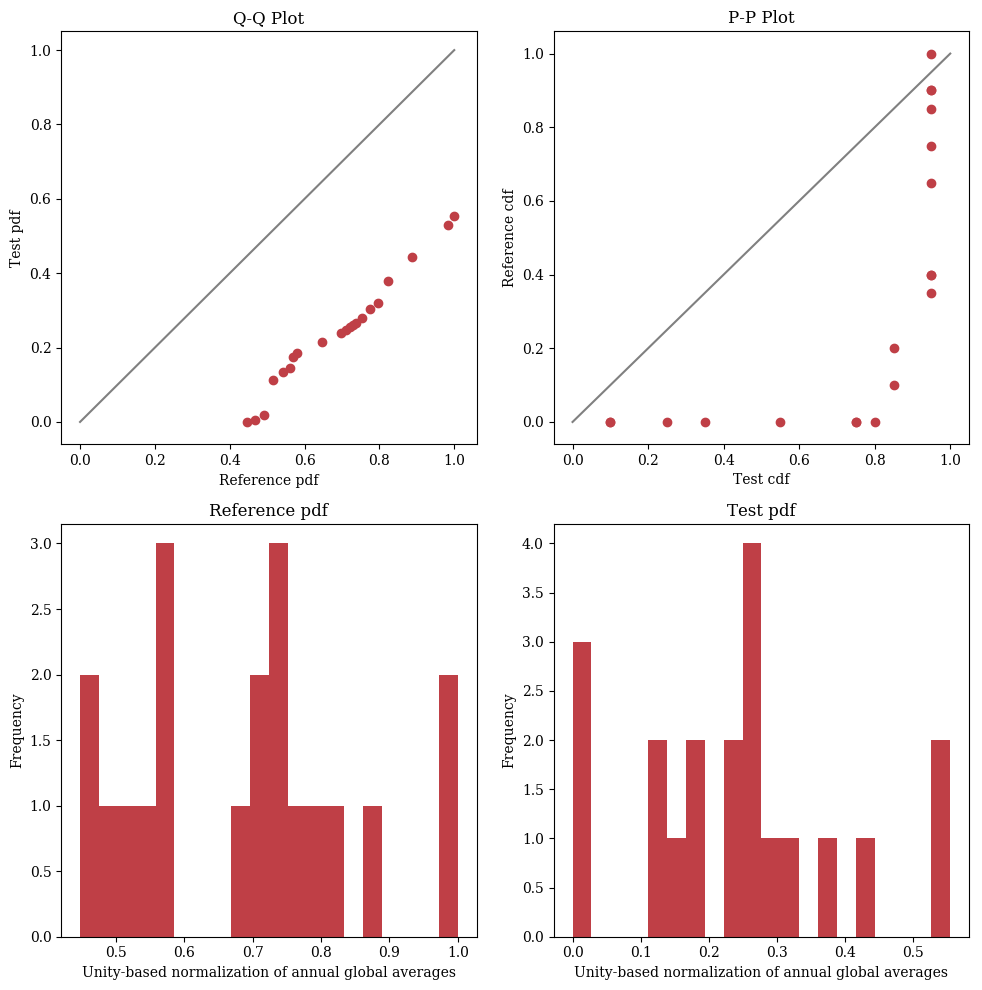 Q-Q Plot
1.0
0.8
0.6
0.4
0.2
0.0
Test pdf
0.0 0.2 0.4 0.6 0.8 1.0
Reference pdf
P-P Plot
1.0
0.8
0.6
0.4
0.2
0.0
Reference cdf
0.0 0.2 0.4 0.6 0.8 1.0
Test cdf
Reference pdf
3.0
2.5
2.0
1.5
1.0
0.5
0.0
Frequency
0.5 0.6 0.7 0.8 0.9 1.0
Unity-based normalization of annual global averages
Test pdf
4.0
3.5
3.0
2.5
2.0
1.5
1.0
0.5
0.0
Frequency
0.0 0.1 0.2 0.3 0.4 0.5
Unity-based normalization of annual global averages